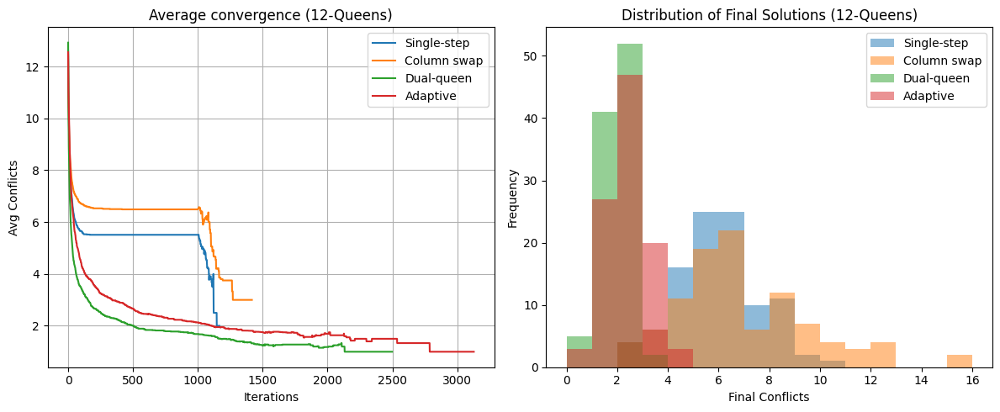 Average convergence (12-Queens)
Single-step
Column swap
Dual-queen
Adaptive
Avg Conflicts
12
10
8
6
4
2
0
500
1000
1500
2000
2500
3000
Iterations
Distribution of Final Solutions (12-Queens)
Single-step
Column swap
Dual-queen
Adaptive
Frequency
50
40
30
20
10
0
0
2
4
6
8
10
12
14
16
Final Conflicts